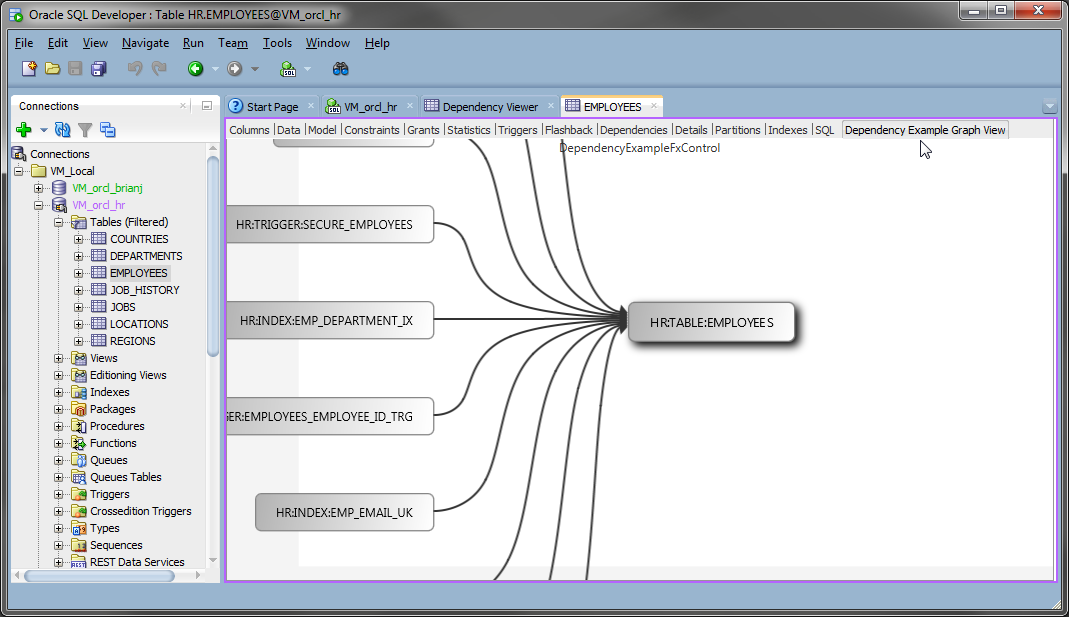 Oracle SQL Developer : Table HR.EMPLOYEES@VM_orcl_hr
File Edit View Navigate Run Team Tools Window Help
SQL
Connections
Start Page
VM_orcl_hr
Dependency Viewer
EMPLOYEES
Columns Data Model Constraints Grants Statistics Triggers Flashback Dependencies Details Partitions Indexes SQL Dependency Example Graph View
DependencyExampleFxControl
Connections
VM_Local
VM_orcl_brianj
VM_orcl_hr
Tables (Filtered)
COUNTRIES
DEPARTMENTS
EMPLOYEES
JOB_HISTORY
JOBS
LOCATIONS
REGIONS
Views
Editioning Views
Indexes
Packages
Procedures
Functions
Queues
Queues Tables
Triggers
Crossedition Triggers
Types
Sequences
REST Data Services
HR:TRIGGER:SECURE_EMPLOYEES
HR:INDEX:EMP_DEPARTMENT_IX
GER:EMPLOYEES_EMPLOYEE_ID_TRG
HR:INDEX:EMP_EMAIL_UK
HR:TABLE:EMPLOYEES